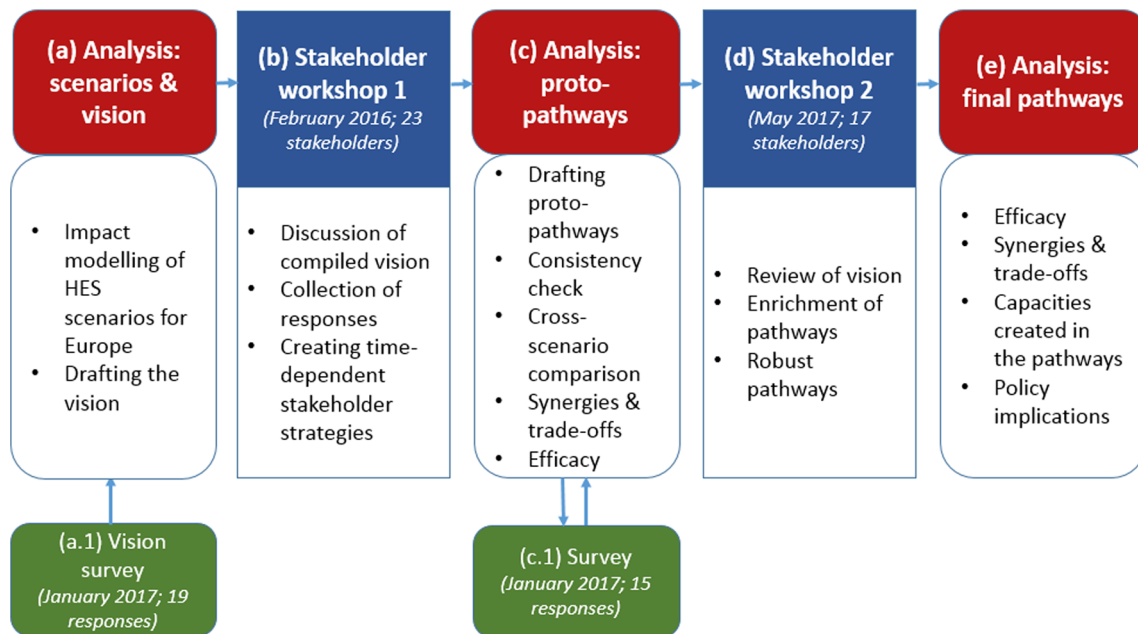 (a) Analysis:
scenarios &
vision
• Impact
modelling of
HES
scenarios for
Europe
• Drafting the
vision
(a.1) Vision
survey
(January 2017; 19
responses)
(b) Stakeholder
workshop 1
(February 2016; 23
stakeholders)
• Discussion of
compiled vision
• Collection of
responses
• Creating time-
dependent
stakeholder
strategies
(c) Analysis:
proto-
pathways
• Drafting
proto-
pathways
• Consistency
check
• Cross-
scenario
comparison
• Synergies &
trade-offs
• Efficacy
(c.1) Survey
(January 2017; 15
responses)
(d) Stakeholder
workshop 2
(May 2017; 17
stakeholders)
• Review of vision
• Enrichment of
pathways
• Robust
pathways
(e) Analysis:
final pathways
• Efficacy
• Synergies &
trade-offs
• Capacities
created in
the pathways
• Policy
implications